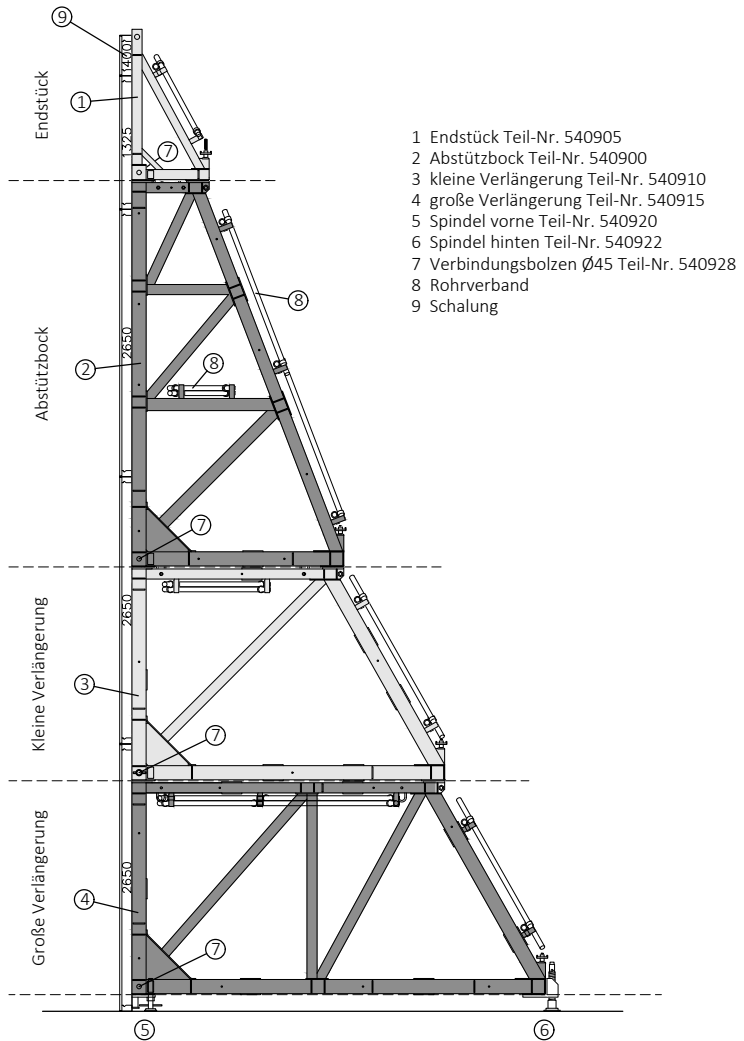 9
400
Endstück
1
1325
7
1 Endstück Teil-Nr. 540905
2 Abstützbock Teil-Nr. 540900
3 kleine Verlängerung Teil-Nr. 540910
4 große Verlängerung Teil-Nr. 540915
5 Spindel vorne Teil-Nr. 540920
6 Spindel hinten Teil-Nr. 540922
7 Verbindungsbolzen Ø45 Teil-Nr. 540928
8 Rohrverband
9 Schalung
8
Abstützbock
2650
2
8
7
Kleine Verlängerung
2650
3
7
Große Verlängerung
2650
4
7
5
6